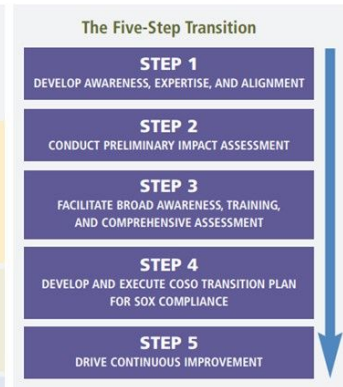 The Five-Step Transition
STEP 1
DEVELOP AWARENESS, EXPERTISE, AND ALIGNMENT
STEP 2
CONDUCT PRELIMINARY IMPACT ASSESSMENT
STEP 3
FACILITATE BROAD AWARENESS, TRAINING,
AND COMPREHENSIVE ASSESSMENT
STEP 4
DEVELOP AND EXECUTE COSO TRANSITION PLAN
FOR SOX COMPLIANCE
STEP 5
DRIVE CONTINUOUS IMPROVEMENT